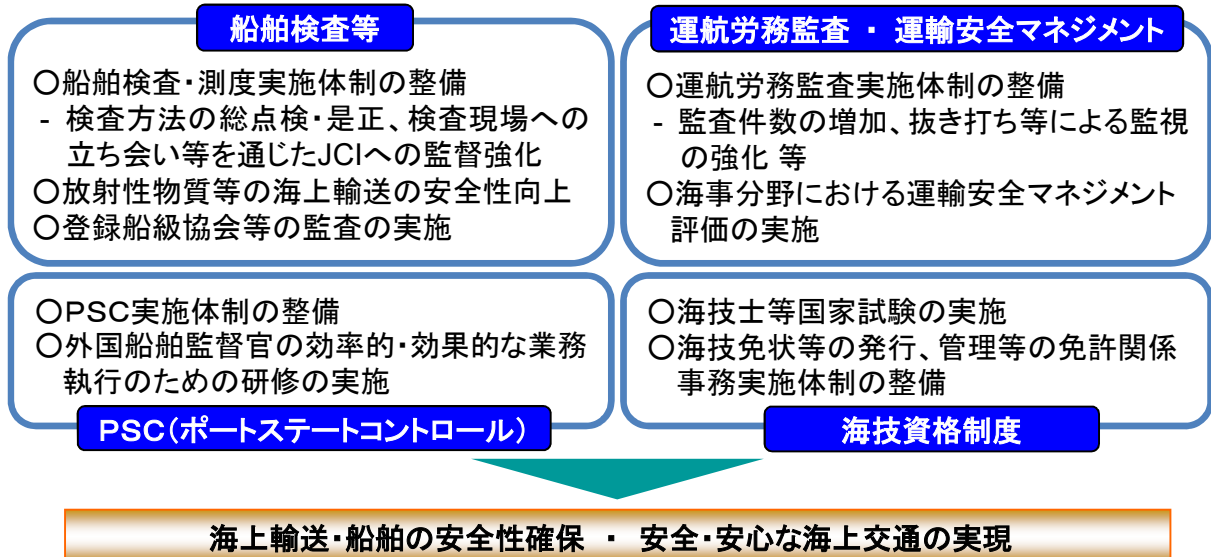 船舶検査等
○船舶検査・測度実施体制の整備
- 検査方法の総点検・是正、検査現場への
立ち会い等を通じたJCIへの監督強化
○放射性物質等の海上輸送の安全性向上
○登録船級協会等の監査の実施
運航労務監査 ・ 運輸安全マネジメント
○運航労務監査実施体制の整備
- 監査件数の増加、抜き打ち等による監視
の強化 等
○海事分野における運輸安全マネジメント
評価の実施
○PSC実施体制の整備
○外国船舶監督官の効率的・効果的な業務
執行のための研修の実施
PSC(ポートステートコントロール)
○海技士等国家試験の実施
○海技免状等の発行、管理等の免許関係
事務実施体制の整備
海技資格制度
海上輸送・船舶の安全性確保 ・ 安全・安心な海上交通の実現